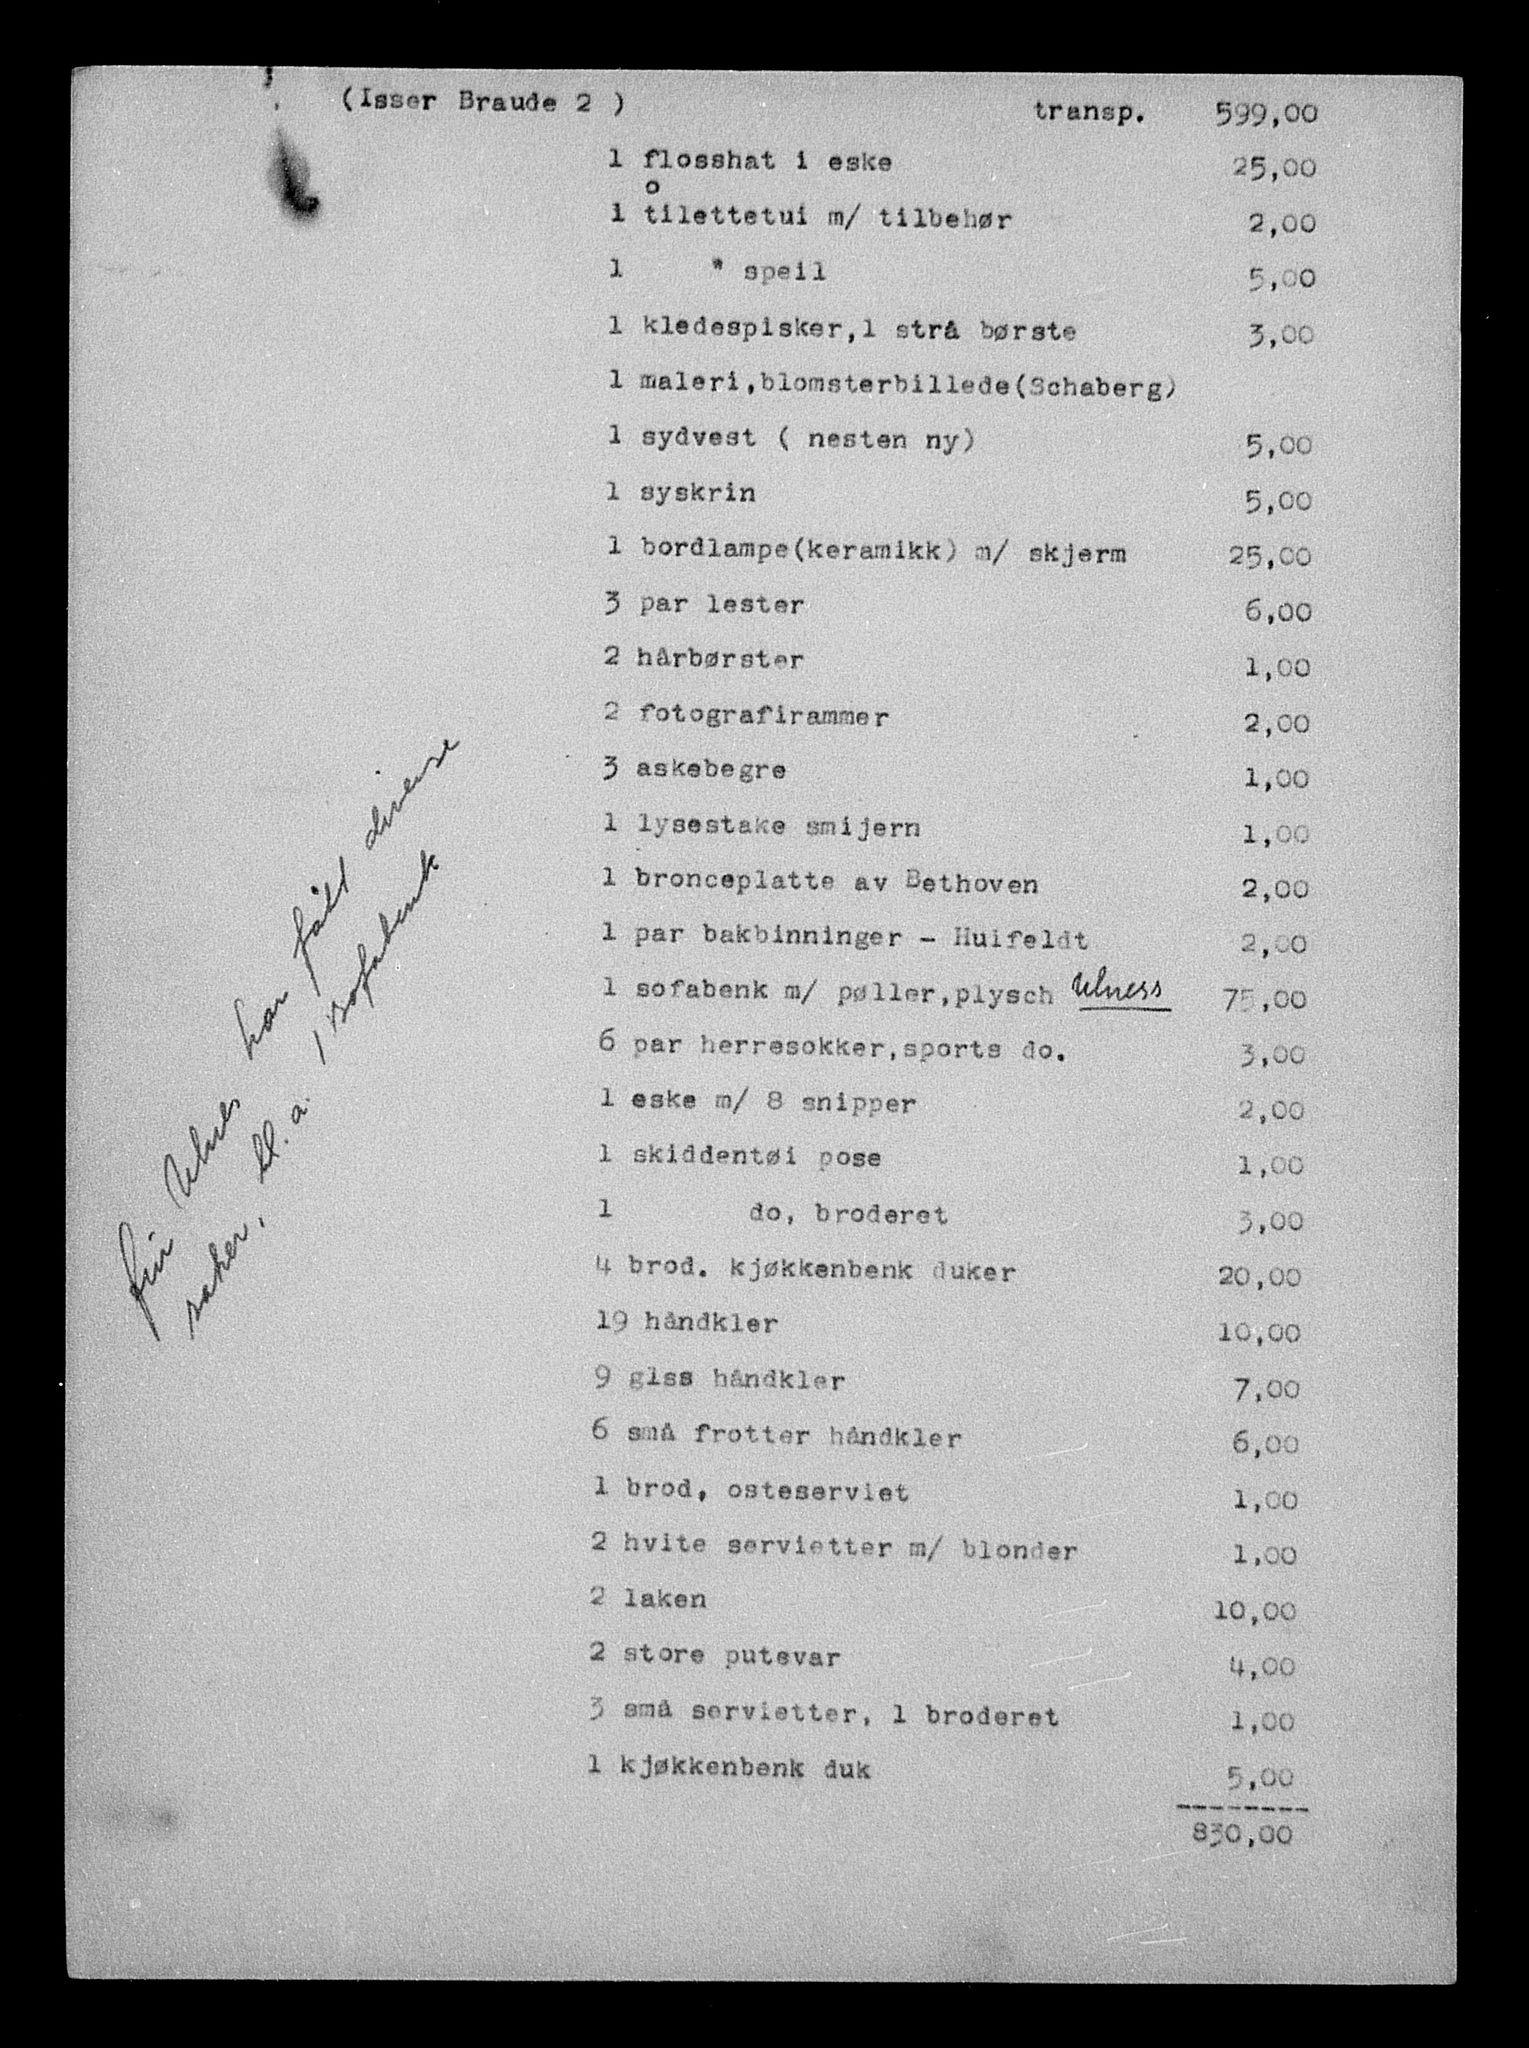 (Isser Braude 2 ) transp. 599,00
1 flosshat i eske 25,00
o
1 tilettetui m/ tilbehør 2,00
1 " speil 5,00
1 kledespisker,1 strå børste 3,00
1 maleri,blomsterbillede(Schaberg)
1 sydvest ( nesten ny) 5,00
1 syskrin 5,00
1 bordlampe(keramikk) m/ skjerm 25,00
3 par lester 6,00
2 hårbørster 1,00
2 fotografirammer 2,00
3 askebegre 1,00
1 lysestake smijern 1,00
1 bronceplatte av Bethoven 2,00
1 par bakbinninger - Huifeldt 2,00
1 sofabenk m/ pøller,plysch Ulness 75,00
6 par herresokker,sports do. 3,00
1 eske m/ 8 snipper 2,00
1 skiddentøi pose 1,00
1 do, broderet 3,00
4 brod. kjøkkenbenk duker 20,00
19 håndkler 10,00
9 glss håndkler 7,00
6 små frotter håndkler 6,00
1 brod, osteserviet 1,00
2 hvite servietter m/ blonder 1,00
2 laken 10,00
2 store putevar 4,00
3 små servietter, 1 broderet 1,00
1 kjøkkenbenk duk 5,00
---------
830,00
fru Ulnes har fått diverse
saker, bl. a. 1 sofabenk